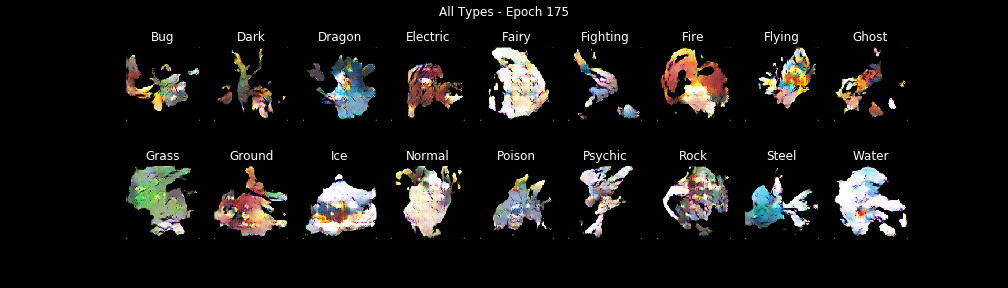 All Types - Epoch 175
Bug Dark Dragon Electric Fairy Fighting Fire Flying Ghost
Grass Ground Ice Normal Poison Psychic Rock Steel Water